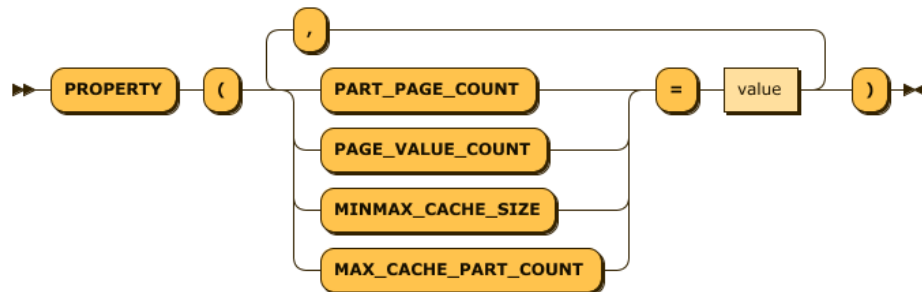 ,
PROPERTY ( PART_PAGE_COUNT = value )
PAGE_VALUE_COUNT
MINMAX_CACHE_SIZE
MAX_CACHE_PART_COUNT